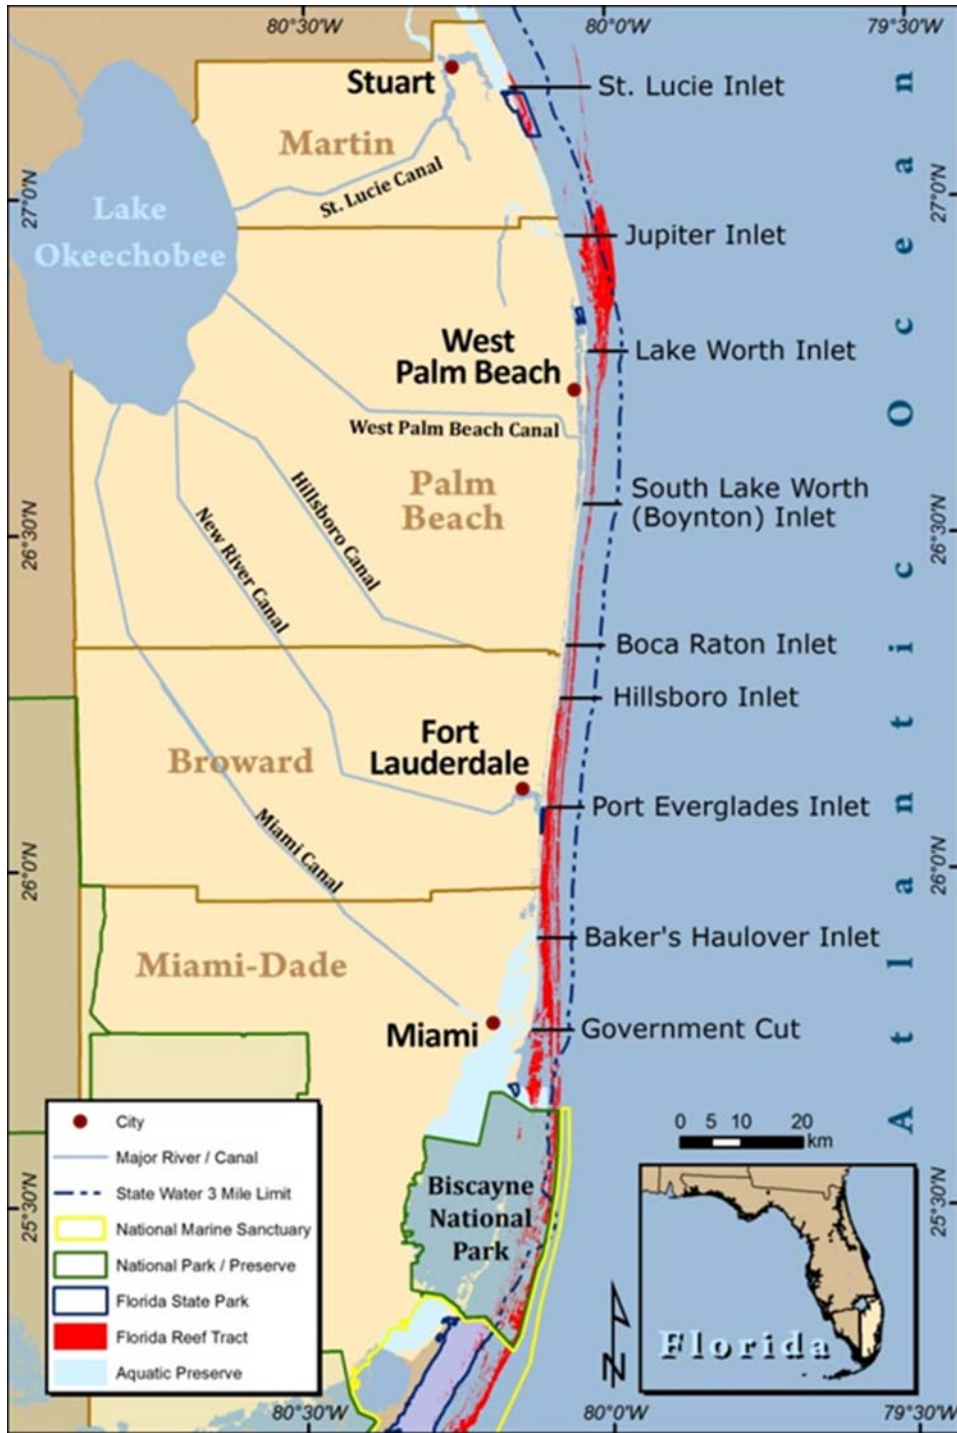 80°30'W
80°0'W
79°30'W
Stuart
St. Lucie Inlet
Martin
St. Lucie Canal
27°0'N
27°0'N
Lake
Okeechobee
Jupiter Inlet
West
Palm Beach
Lake Worth Inlet
West Palm Beach Canal
Palm
Beach
South Lake Worth
(Boynton) Inlet
Hillsboro Canal
New River Canal
26°30'N
26°30'N
Boca Raton Inlet
Hillsboro Inlet
Fort
Lauderdale
Broward
Port Everglades Inlet
Miami Canal
26°0'N
26°0'N
Baker's Haulover Inlet
Miami-Dade
Miami
Government Cut
Atlantic Ocean
City
Major River / Canal
State Water 3 Mile Limit
National Marine Sanctuary
National Park / Preserve
Florida State Park
Florida Reef Tract
Aquatic Preserve
Biscayne
National
Park
0 5 10 20
km
25°30'N
25°30'N
N
Florida
80°30'W
80°0'W
79°30'W